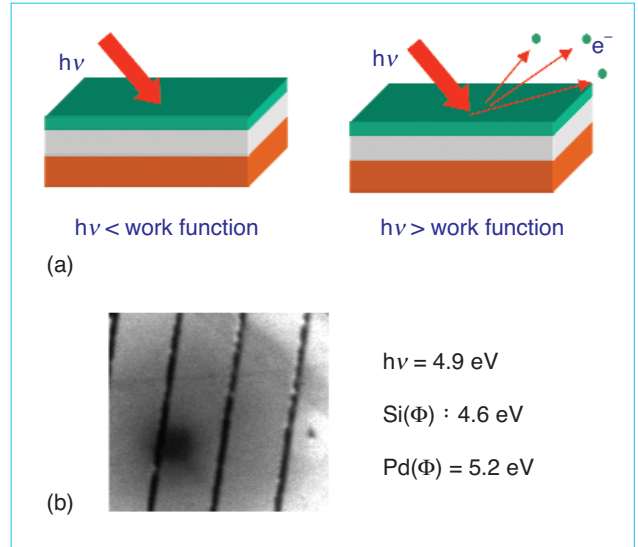 hν
hν
e⁻
hν < work function
hν > work function
(a)
hν = 4.9 eV
Si(Φ) : 4.6 eV
Pd(Φ) = 5.2 eV
(b)